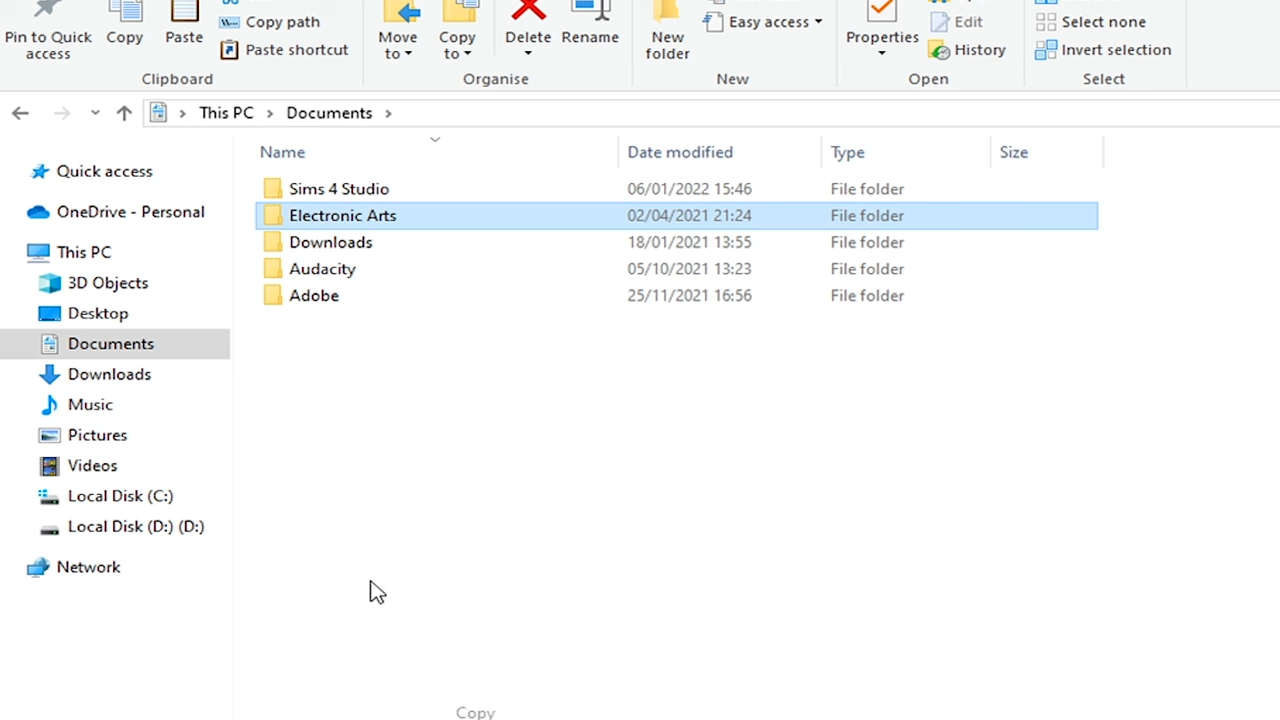 Pin to Quick access
Copy
Paste
Copy path
Paste shortcut
Clipboard
Move to
Copy to
Delete
Rename
Organise
New folder
Easy access
New
Properties
Edit
History
Open
Select none
Invert selection
Select
This PC > Documents >
Name Date modified Type Size
Sims 4 Studio 06/01/2022 15:46 File folder
Electronic Arts 02/04/2021 21:24 File folder
Downloads 18/01/2021 13:55 File folder
Audacity 05/10/2021 13:23 File folder
Adobe 25/11/2021 16:56 File folder
Quick access
OneDrive - Personal
This PC
3D Objects
Desktop
Documents
Downloads
Music
Pictures
Videos
Local Disk (C:)
Local Disk (D:) (D:)
Network
Copy